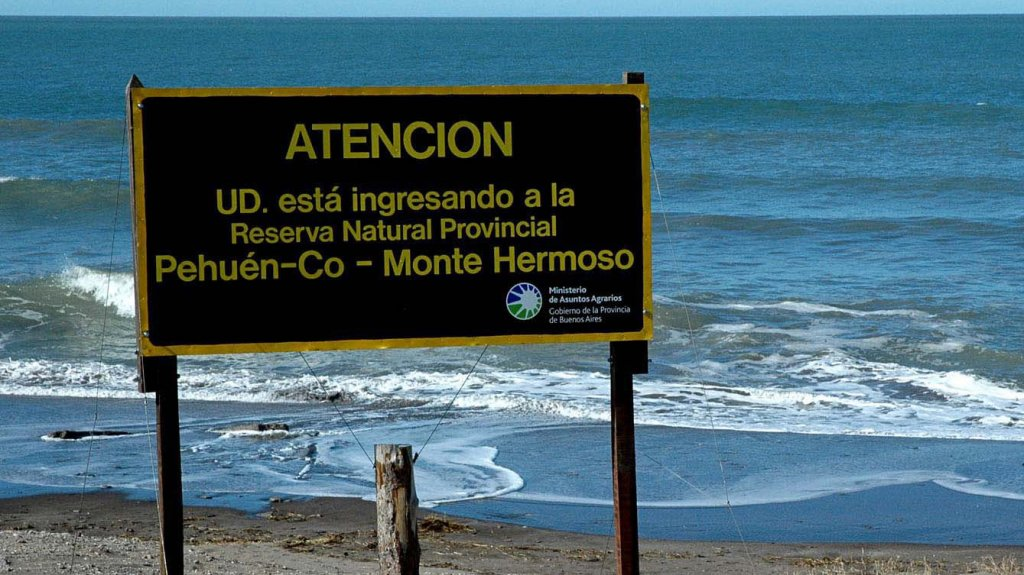 ATENCION
UD. está ingresando a la
Reserva Natural Provincial
Pehuén-Co - Monte Hermoso
Ministerio
de Asuntos Agrarios
Gobierno de la Provincia
de Buenos Aires